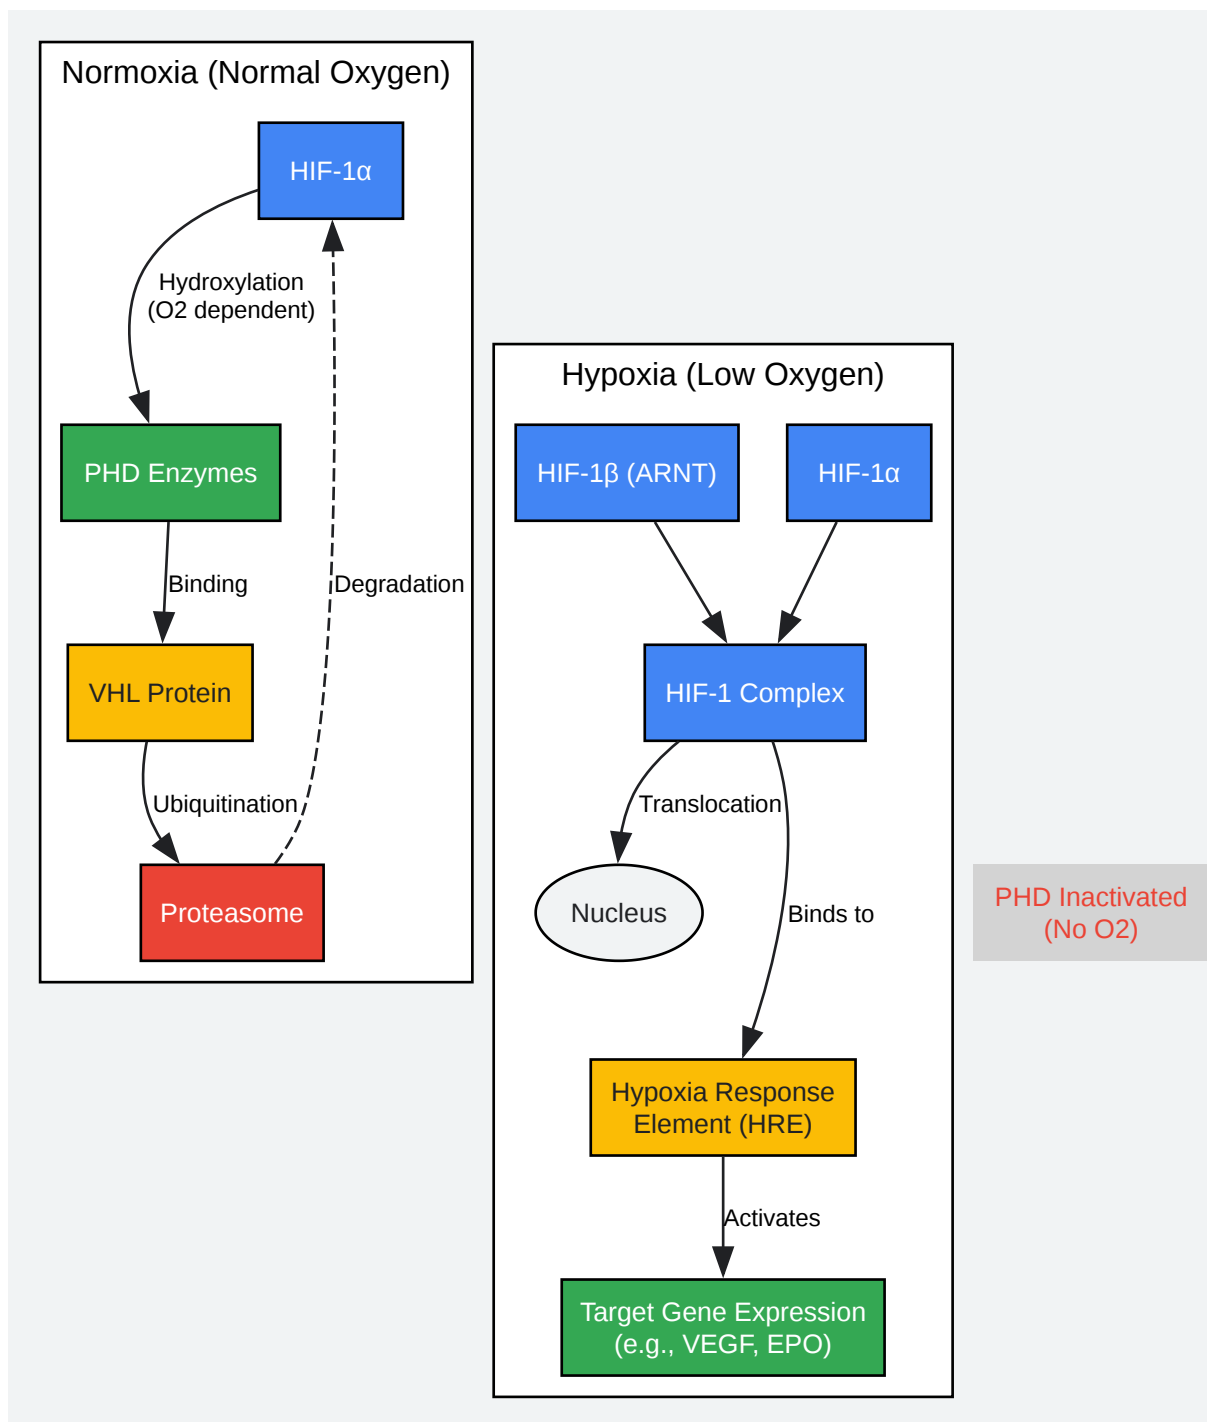 Normoxia (Normal Oxygen)
HIF-1α
Hydroxylation
(O2 dependent)
PHD Enzymes
Binding
Degradation
VHL Protein
Ubiquitination
Proteasome
Hypoxia (Low Oxygen)
HIF-1β (ARNT)
HIF-1α
HIF-1 Complex
Translocation
Nucleus
Binds to
Hypoxia Response
Element (HRE)
Activates
Target Gene Expression
(e.g., VEGF, EPO)
PHD Inactivated
(No O2)